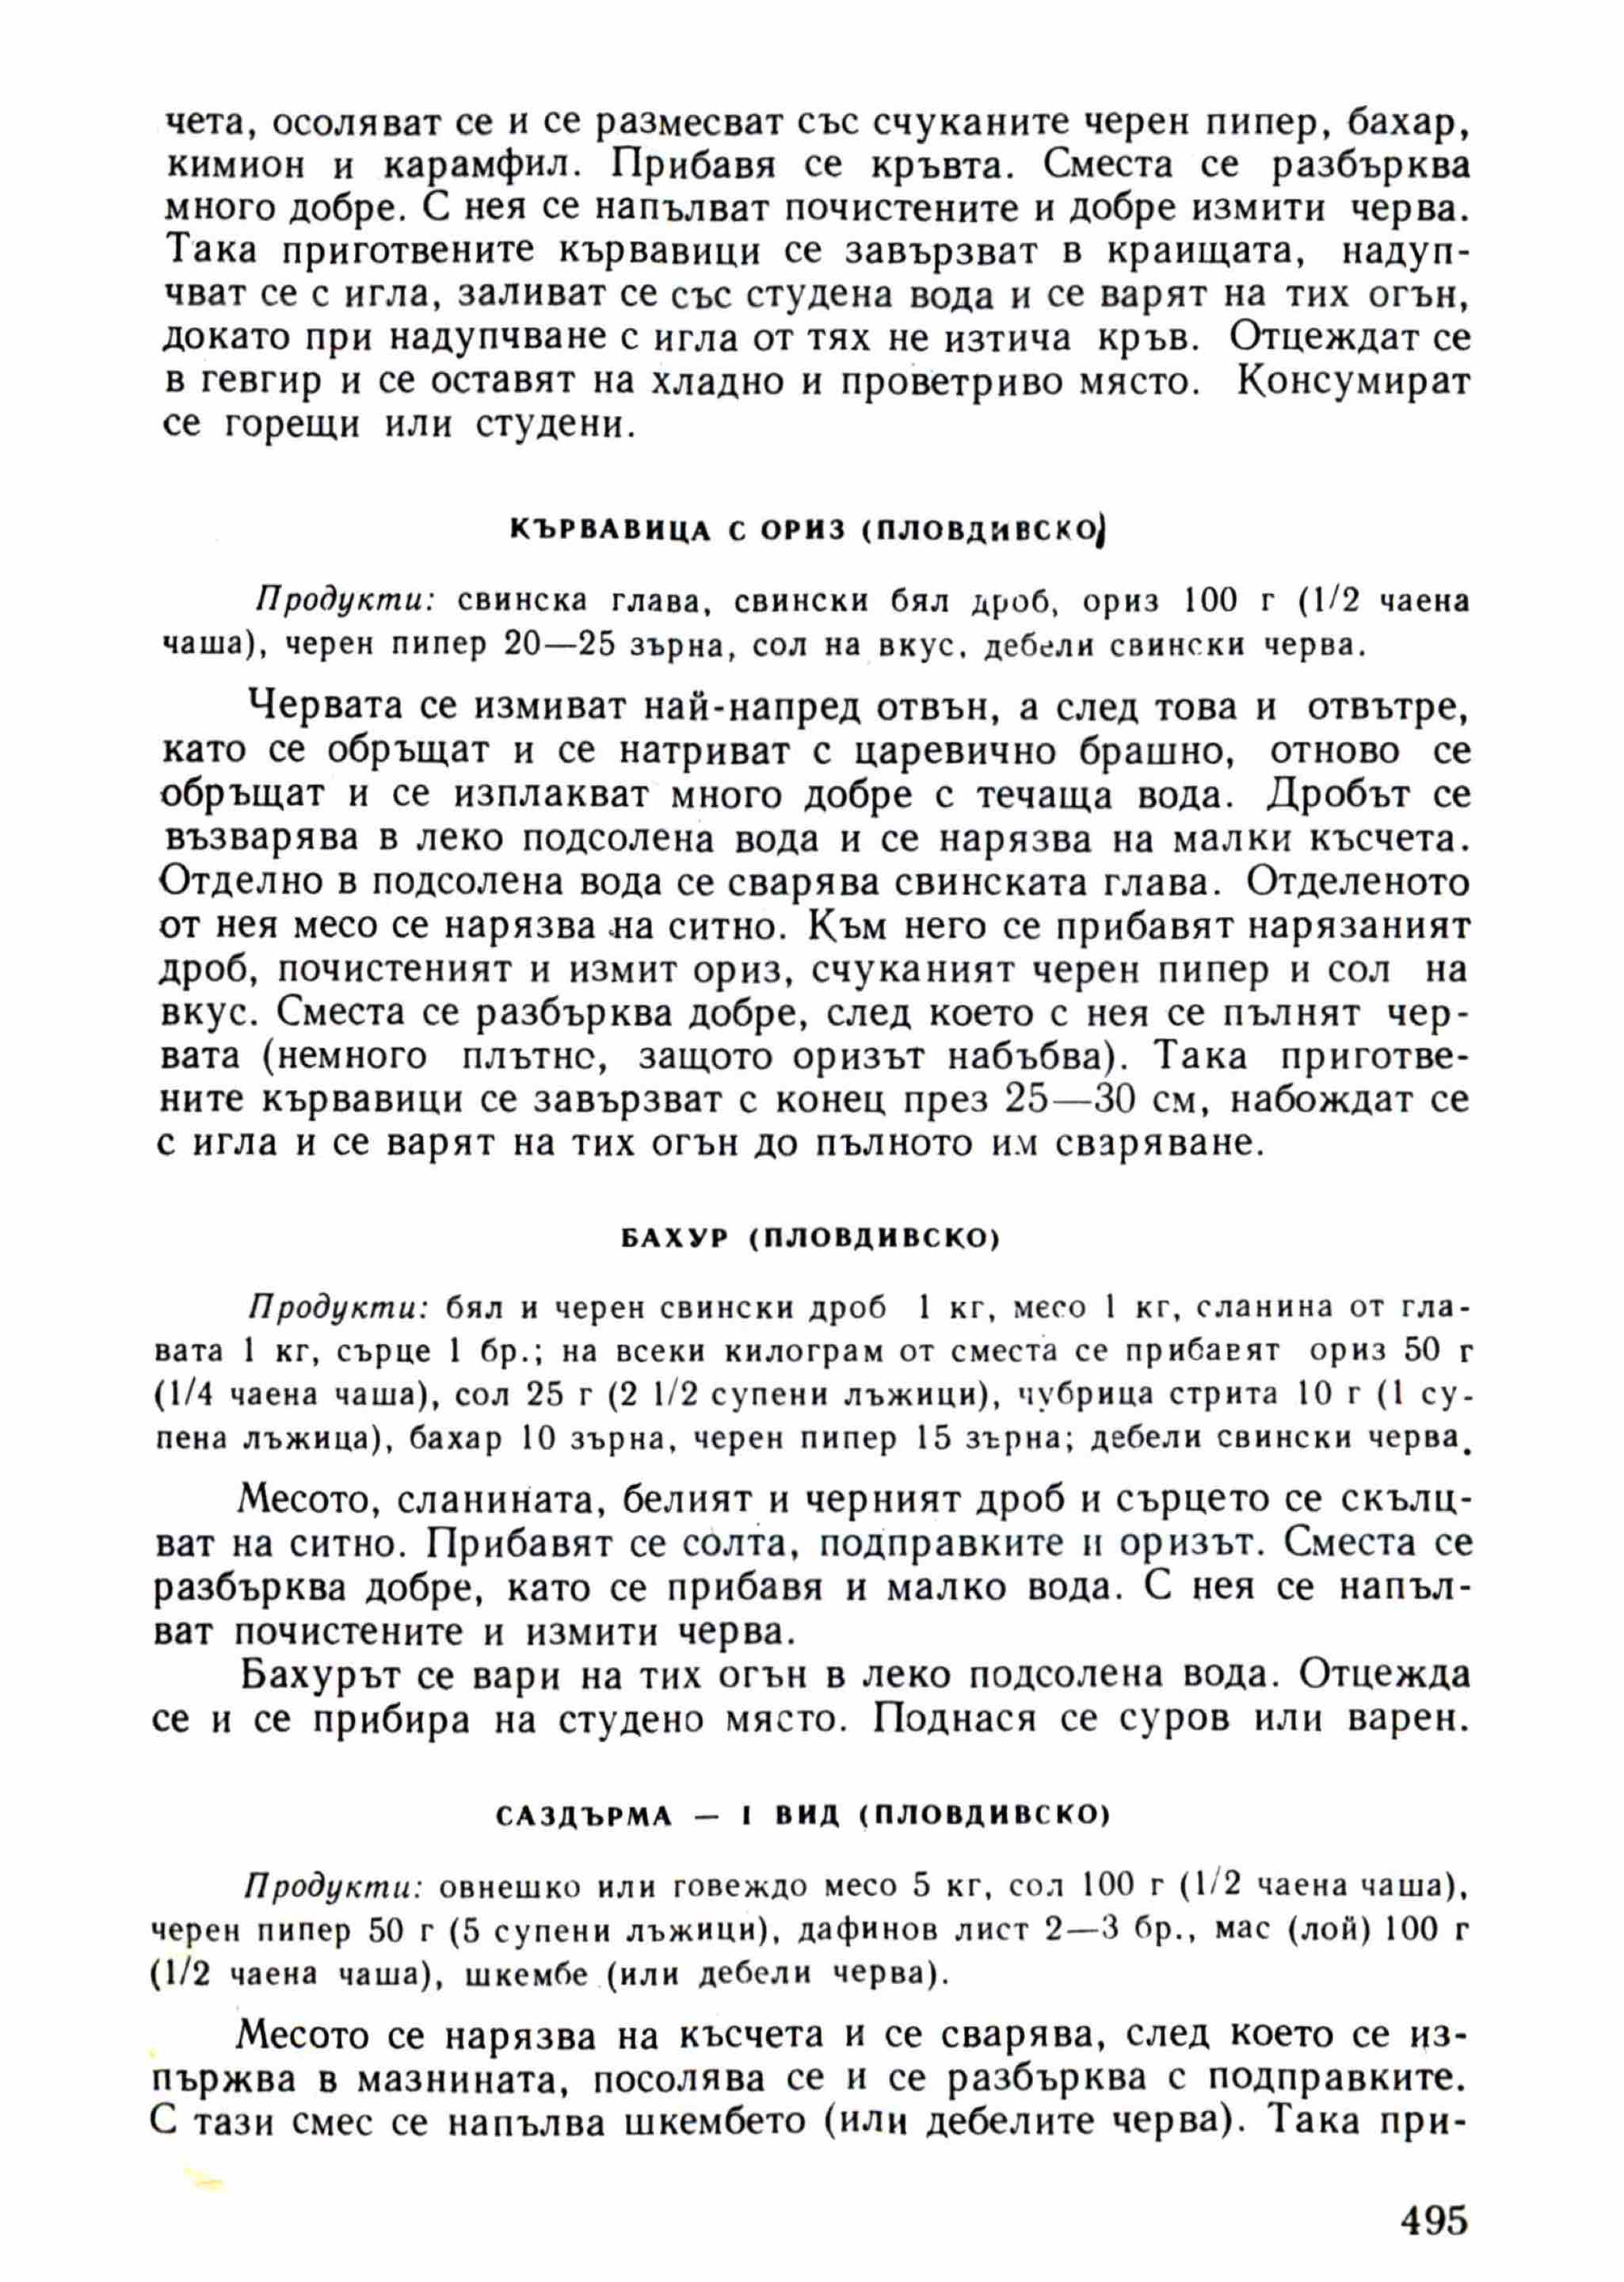 чета, осоляват се и се размесват със счуканите черен пипер, бахар,
кимион и карамфил. Прибавя се кръвта. Сместа се разбърква
много добре. С нея се напълват почистените и добре измити черва.
Така приготвените кървавици се завързват в краищата, надуп-
чват се с игла, заливат се със студена вода и се варят на тих огън,
докато при надупчване с игла от тях не изтича кръв. Отцеждат се
в гевгир и се оставят на хладно и проветриво място. Консумират
се горещи или студени.
КЪРВАВИЦА С ОРИЗ (ПЛОВДИВСКО)
Продукти: свинска глава, свински бял дроб, ориз 100 г (1/2 чаена
чаша), черен пипер 20—25 зърна, сол на вкус, дебели свински черва.
Червата се измиват най-напред отвън, а след това и отвътре,
като се обръщат и се натриват с царевично брашно, отново се
обръщат и се изплакват много добре с течаща вода. Дробът се
възварява в леко подсолена вода и се нарязва на малки късчета.
Отделно в подсолена вода се сварява свинската глава. Отделеното
от нея месо се нарязва на ситно. Към него се прибавят нарязаният
дроб, почистеният и измит ориз, счуканият черен пипер и сол на
вкус. Сместа се разбърква добре, след което с нея се пълнят чер-
вата (немного плътно, защото оризът набъбва). Така приготве-
ните кървавици се завързват с конец през 25—30 см, набождат се
с игла и се варят на тих огън до пълното им сваряване.
БАХУР (ПЛОВДИВСКО)
Продукти: бял и черен свински дроб 1 кг, месо 1 кг, сланина от гла-
вата 1 кг, сърце 1 бр.; на всеки килограм от сместа се прибавят ориз 50 г
(1/4 чаена чаша), сол 25 г (2 1/2 супени лъжици), чубрица стрита 10 г (1 су-
пена лъжица), бахар 10 зърна, черен пипер 15 зърна; дебели свински черва.
Месото, сланината, белият и черният дроб и сърцето се скълц-
ват на ситно. Прибавят се солта, подправките и оризът. Сместа се
разбърква добре, като се прибавя и малко вода. С нея се напъл-
ват почистените и измити черва.
Бахурът се вари на тих огън в леко подсолена вода. Отцежда
се и се прибира на студено място. Поднася се суров или варен.
САЗДЪРМА — I ВИД (ПЛОВДИВСКО)
Продукти: овнешко или говеждо месо 5 кг, сол 100 г (1/2 чаена чаша),
черен пипер 50 г (5 супени лъжици), дафинов лист 2—3 бр., мас (лой) 100 г
(1/2 чаена чаша), шкембе (или дебели черва).
Месото се нарязва на късчета и се сварява, след което се из-
пържва в мазнината, посолява се и се разбърква с подправките.
С тази смес се напълва шкембето (или дебелите черва). Така при-
495